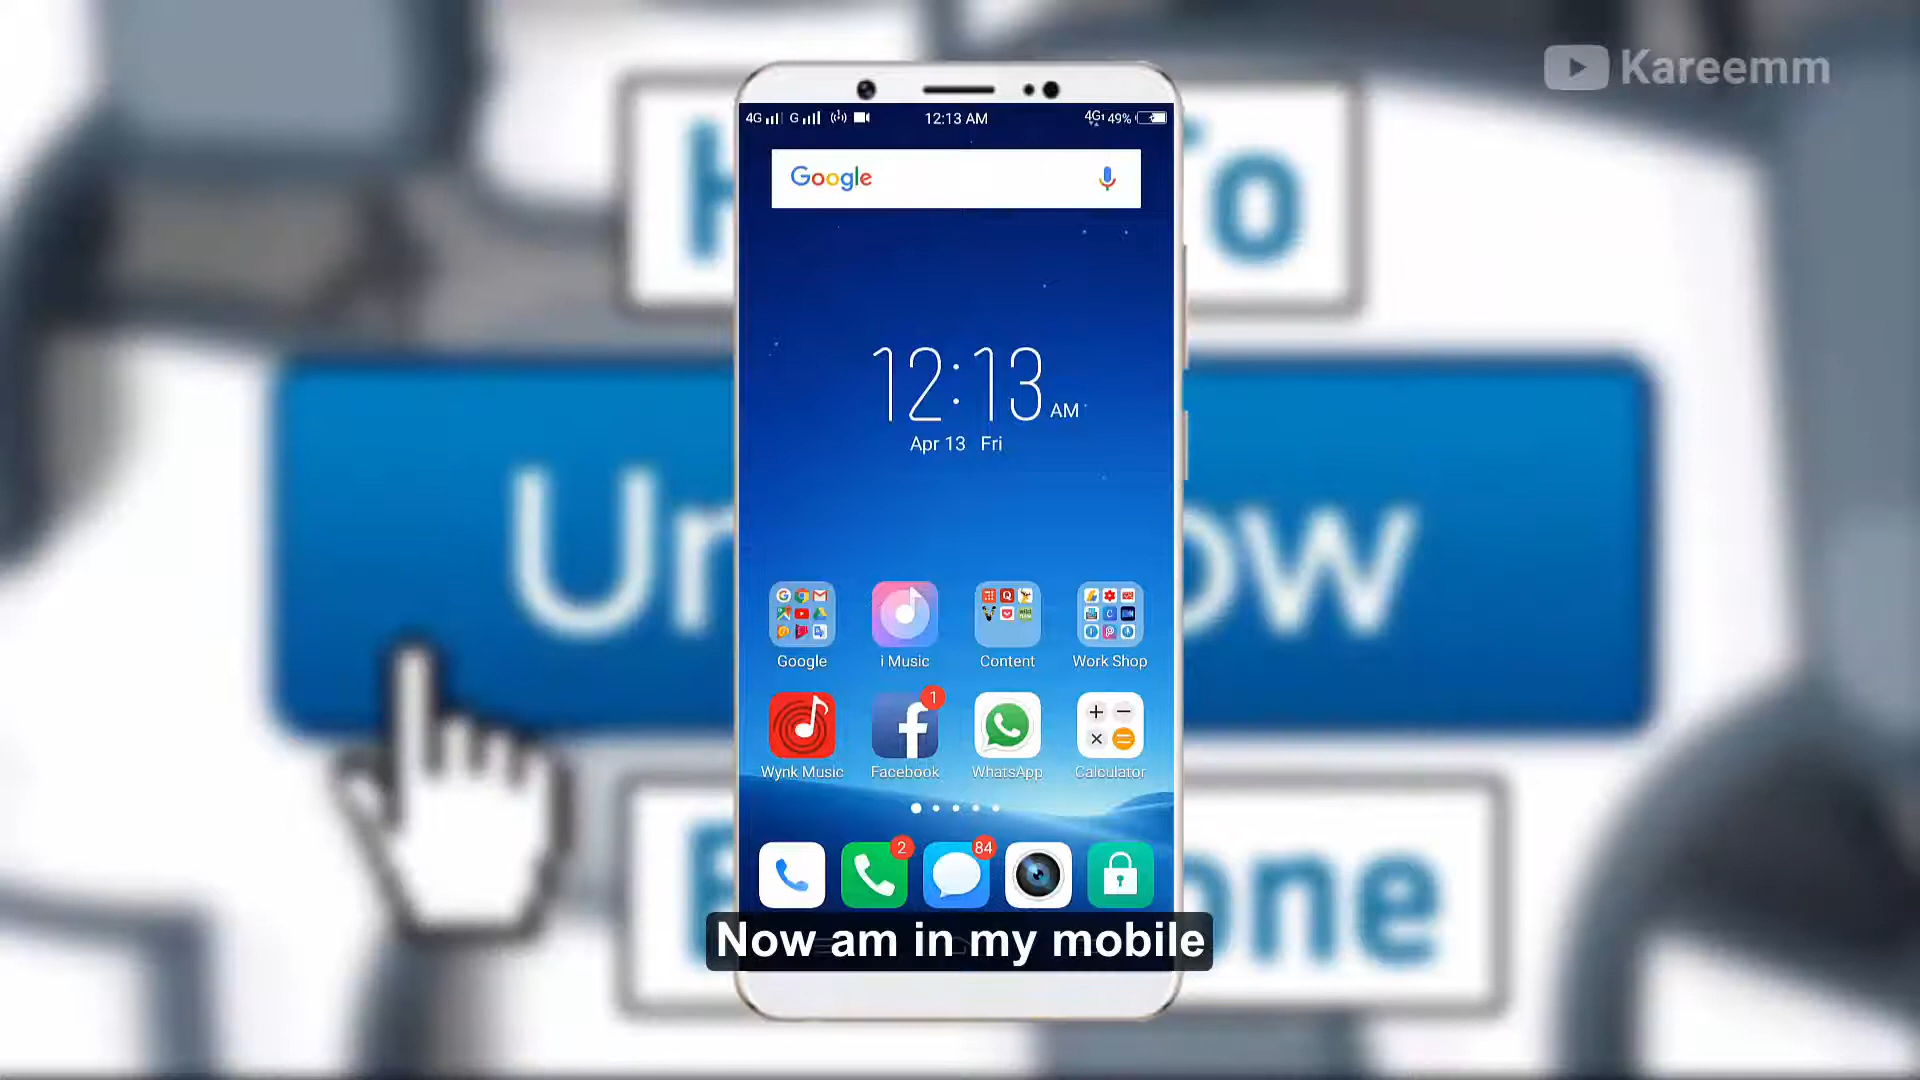 Kareemm
To
4G G 12:13 AM 4G 49%
Google
12:13 AM
Apr 13 Fri
Google i Music Content Work Shop
1
Wynk Music Facebook WhatsApp Calculator
2 84
Now am in my mobile